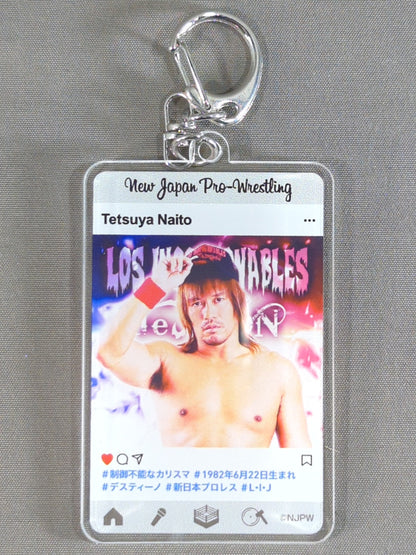 New Japan Pro-Wrestling
Tetsuya Naito
LOS
#制御不能なカリスマ #1982年6月22日生まれ
#デスティーノ #新日本プロレス #L・I・J
©NJPW